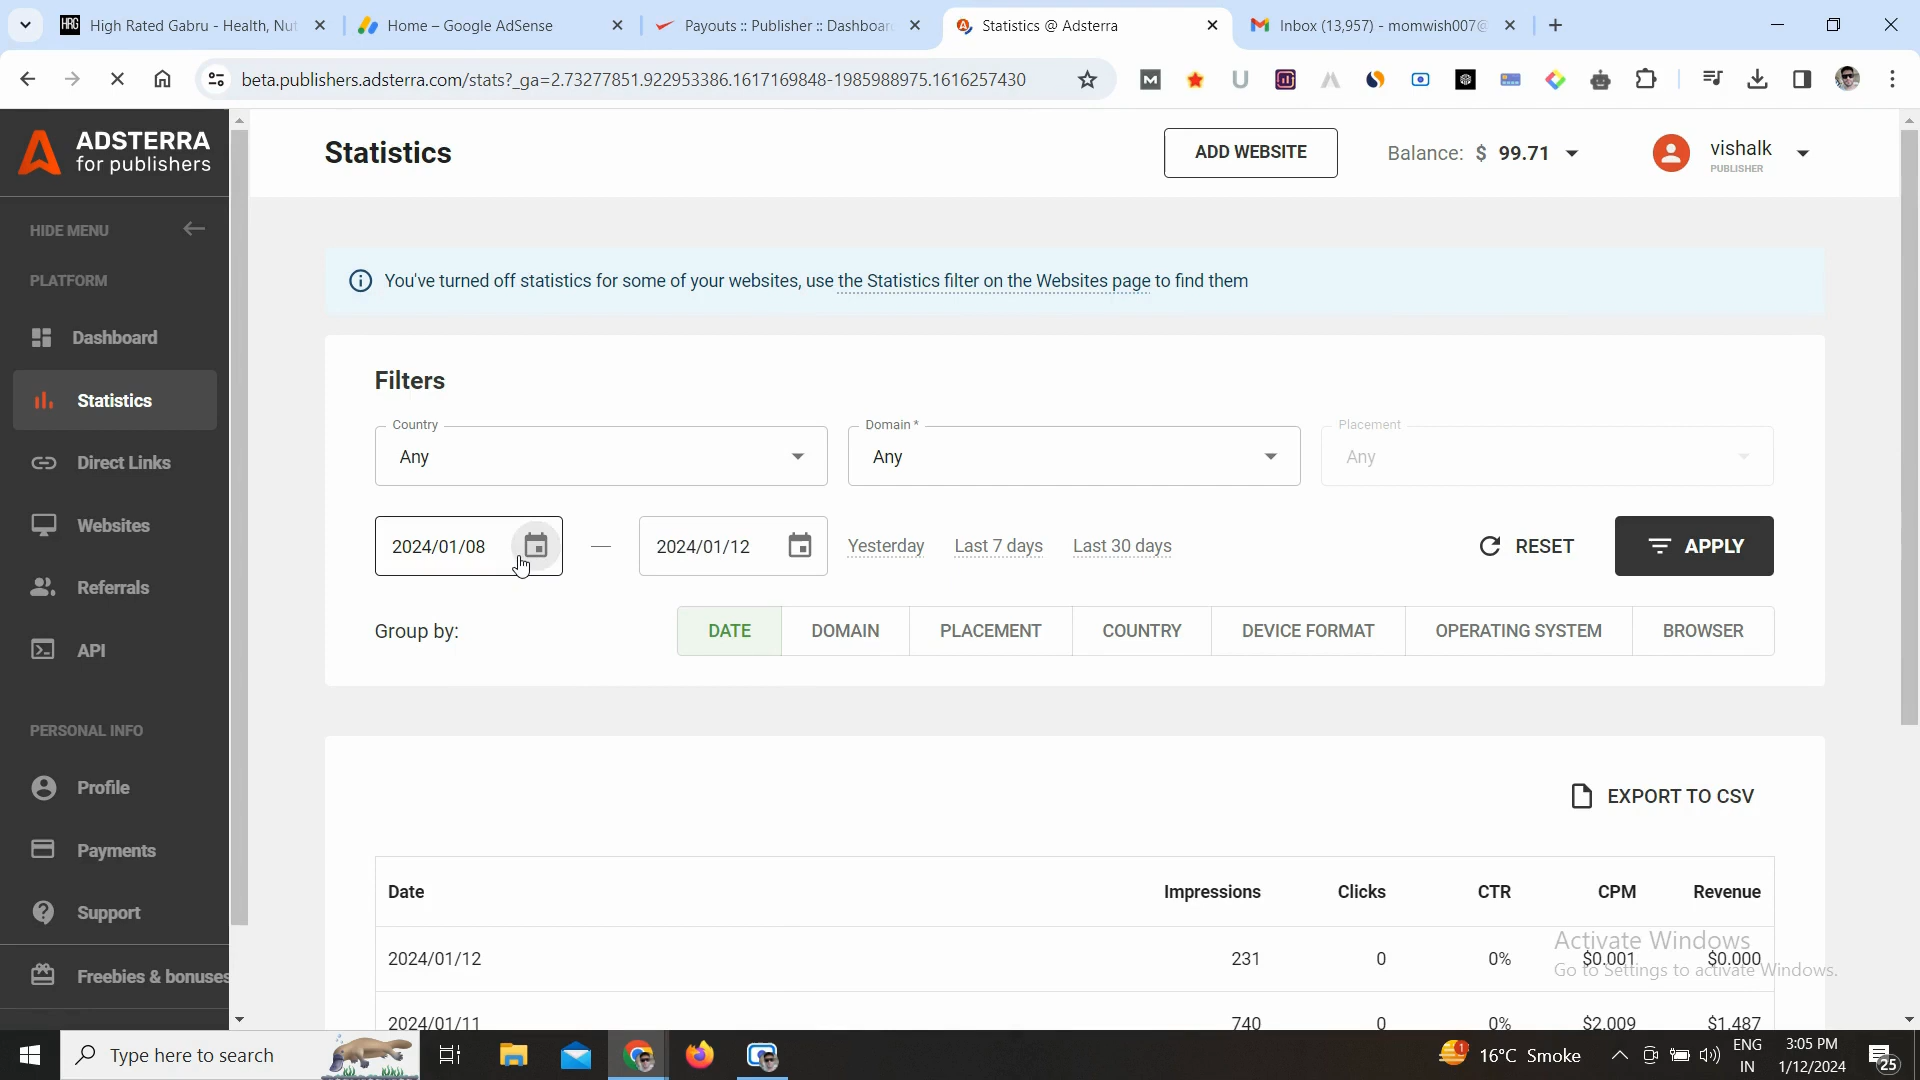 High Rated Gabru - Health, Nut
Home – Google AdSense
Payouts :: Publisher :: Dashboar
Statistics @ Adsterra
Inbox (13,957) - momwish007@
beta.publishers.adsterra.com/stats?_ga=2.73277851.922953386.1617169848-1985988975.1616257430
ADSTERRA
for publishers
HIDE MENU
PLATFORM
Dashboard
Statistics
Direct Links
Websites
Referrals
API
PERSONAL INFO
Profile
Payments
Support
Freebies & bonuses
Statistics
ADD WEBSITE
Balance: $ 99.71
vishalk
PUBLISHER
You've turned off statistics for some of your websites, use the Statistics filter on the Websites page to find them
Filters
Country
Any
Domain *
Any
Placement
Any
2024/01/08 — 2024/01/12
Yesterday
Last 7 days
Last 30 days
RESET
APPLY
Group by:
DATE
DOMAIN
PLACEMENT
COUNTRY
DEVICE FORMAT
OPERATING SYSTEM
BROWSER
EXPORT TO CSV
Date Impressions Clicks CTR CPM Revenue
2024/01/12 231 0 0% $0.001 $0.000
2024/01/11 740 0 0% $2.009 $1.487
Activate Windows
Go to Settings to activate Windows.
Type here to search
16°C Smoke
ENG
IN
3:05 PM
1/12/2024
25